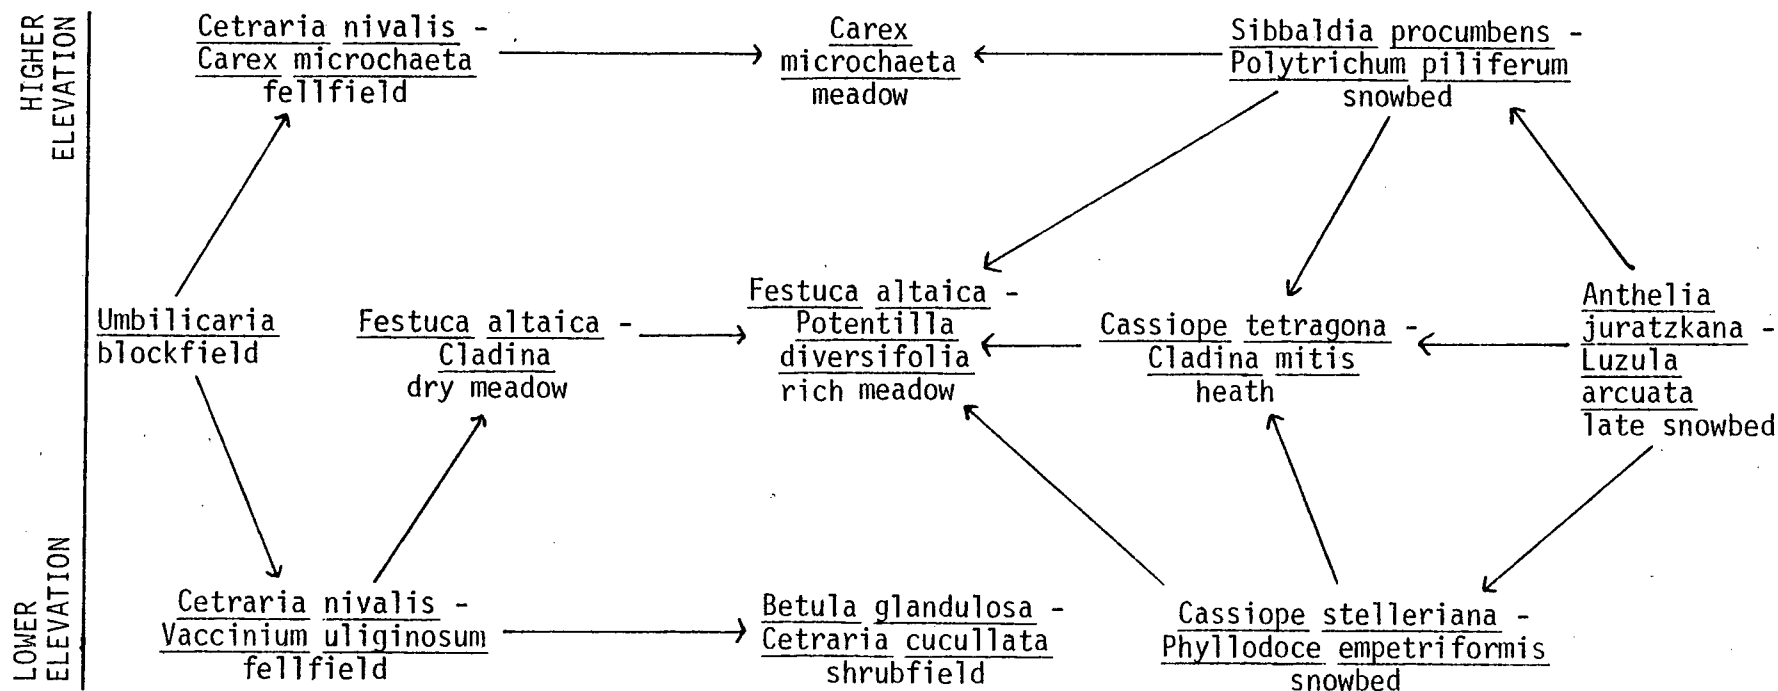 HIGHER
ELEVATION
Cetraria nivalis -
Carex microchaeta
fellfield
Carex
microchaeta
meadow
Sibbaldia procumbens -
Polytrichum piliferum
snowbed
Umbilicaria
blockfield
Festuca altaica -
Cladina
dry meadow
Festuca altaica -
Potentilla
diversifolia
rich meadow
Cassiope tetragona -
Cladina mitis
heath
Anthelia
juratzkana -
Luzula
arcuata
late snowbed
LOWER
ELEVATION
Cetraria nivalis -
Vaccinium uliginosum
fellfield
Betula glandulosa -
Cetraria cucullata
shrubfield
Cassiope stelleriana -
Phyllodoce empetriformis
snowbed